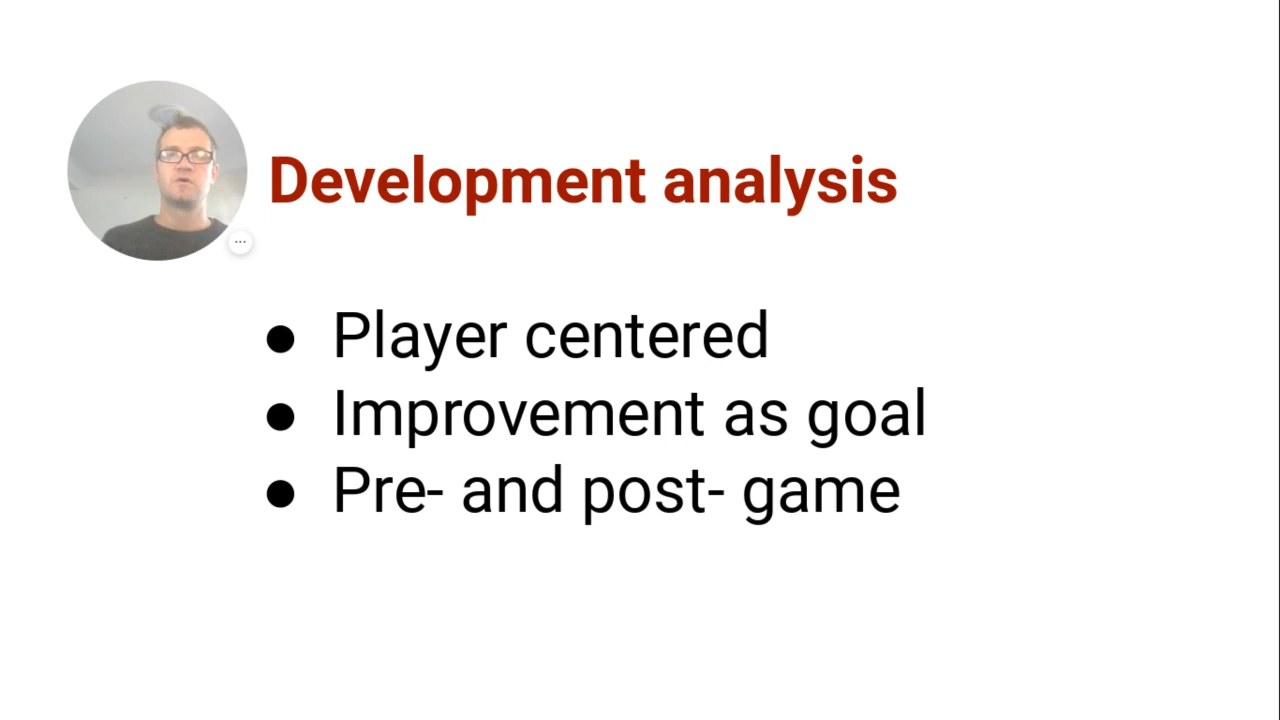 Development analysis
● Player centered
● Improvement as goal
● Pre- and post- game